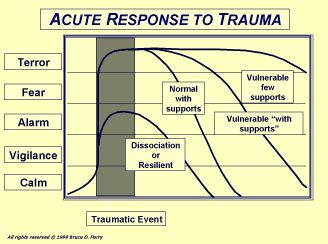 ACUTE RESPONSE TO TRAUMA
Terror
Fear
Alarm
Vigilance
Calm
Normal
with
supports
Vulnerable
few
supports
Vulnerable “with
supports”
Dissociation
or
Resilient
Traumatic Event
All rights reserved © 1999 Bruce D. Perry